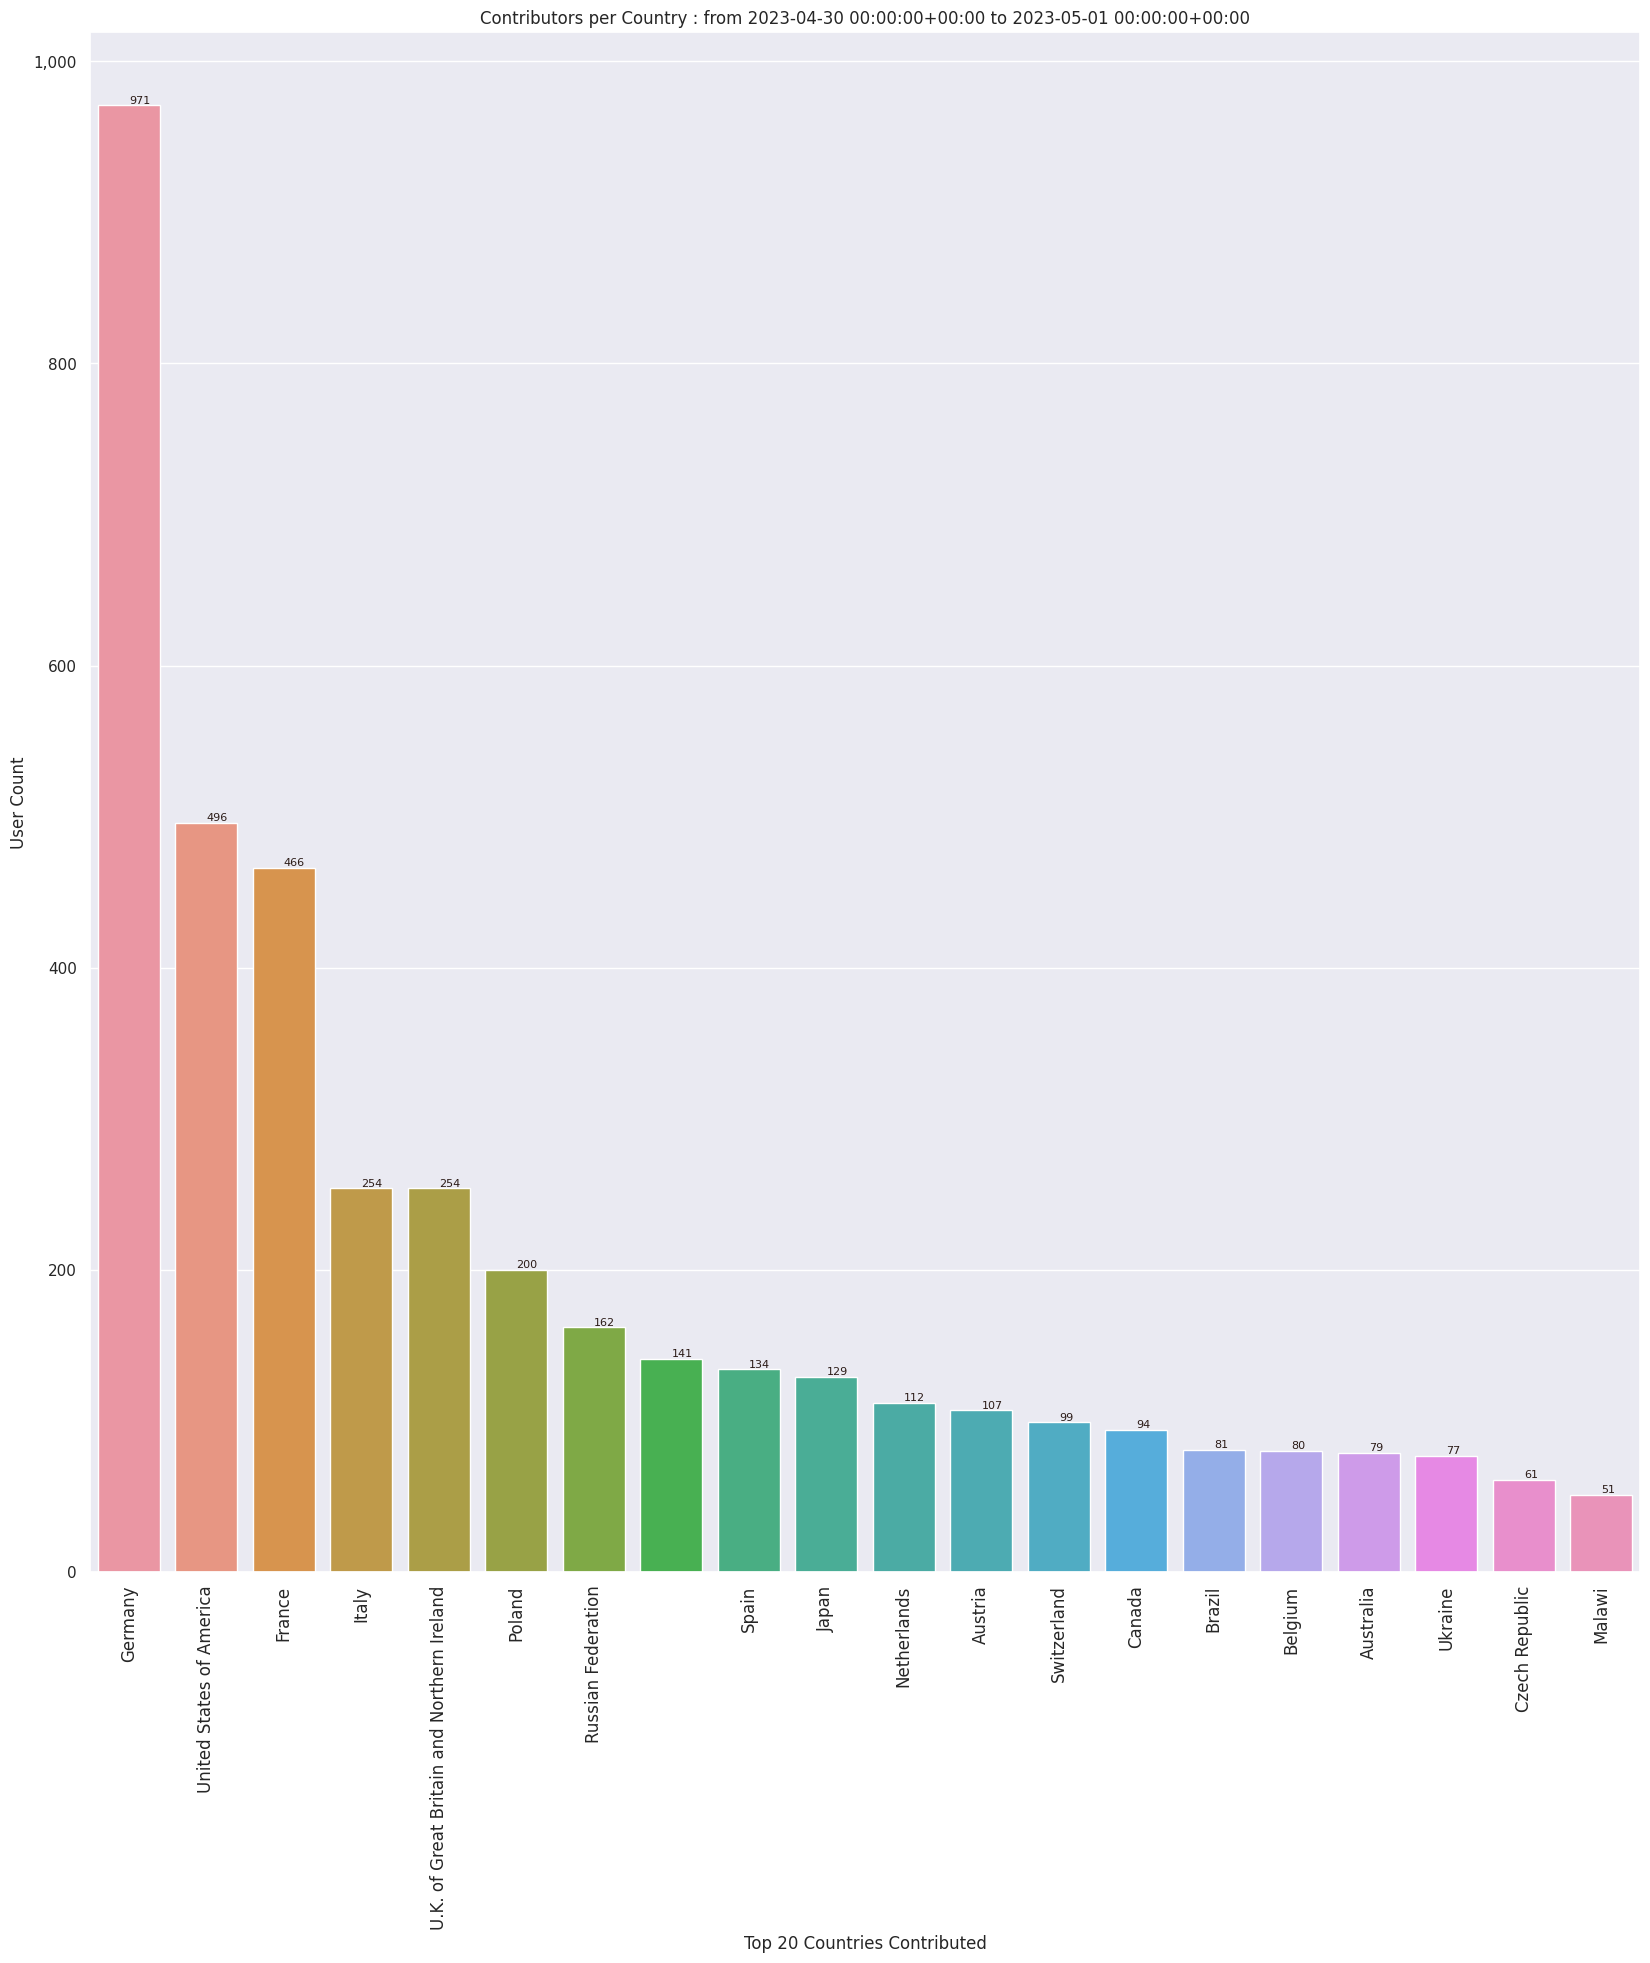 Contributors per Country : from 2023-04-30 00:00:00+00:00 to 2023-05-01 00:00:00+00:00
1,000
800
600
400
200
0
User Count
971
496
466
254
254
200
162
141
134
129
112
107
99
94
81
80
79
77
61
51
Germany
United States of America
France
Italy
U.K. of Great Britain and Northern Ireland
Poland
Russian Federation
Spain
Japan
Netherlands
Austria
Switzerland
Canada
Brazil
Belgium
Australia
Ukraine
Czech Republic
Malawi
Top 20 Countries Contributed